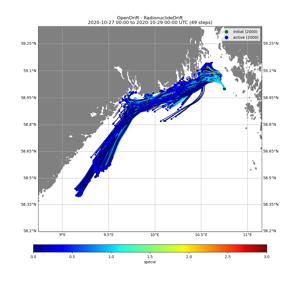 OpenDrift - RadionuclideDrift
2020-10-27 00:00 to 2020-10-29 00:00 UTC (49 steps)
initial (2000)
active (2000)
59.25°N
59.1°N
58.95°N
58.8°N
58.65°N
58.5°N
58.35°N
58.2°N
9°E
9.5°E
10°E
10.5°E
11°E
0.0
0.5
1.0
1.5
2.0
2.5
3.0
specie